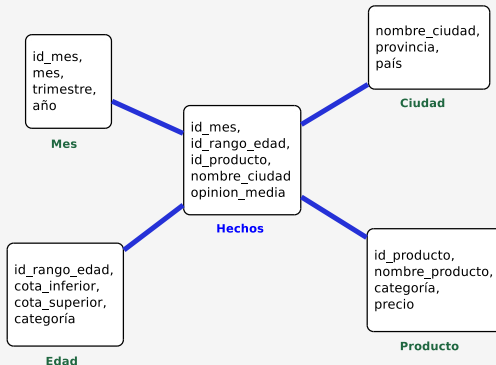 id_mes,
mes,
trimestre,
año
Mes
nombre_ciudad,
provincia,
país
Ciudad
id_mes,
id_rango_edad,
id_producto,
nombre_ciudad
opinion_media
Hechos
id_rango_edad,
cota_inferior,
cota_superior,
categoría
Edad
id_producto,
nombre_producto,
categoría,
precio
Producto